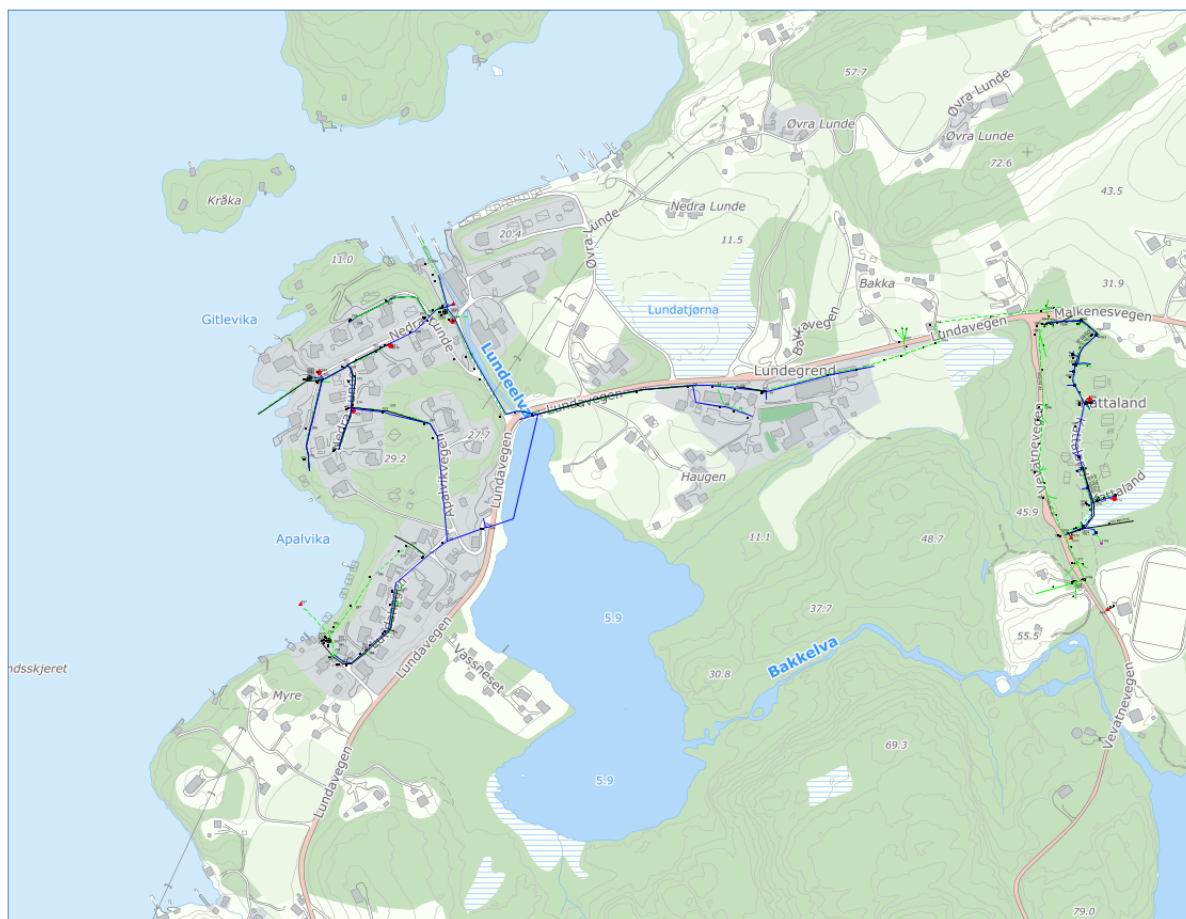 57.7
Øvra Lunde
Øvra Lunde
Øvra Lunde
72.6
Kråka
43.5
Nedra Lunde
20.4
Øvra Lunde
11.5
11.0
Bakka
31.9
Gitlevika
Lundatjørna
Malkenesvegen
Nedra Lunde
Bakkavegen
Lundavegen
Lundeelva
Lundegrend
Lundavegen
27.7
29.2
Apalvikvegen
Lundavegen
Haugen
Vevatnevegen
45.9
Apalvika
11.1
48.7
5.9
37.7
55.5
Lundavegen
Vassneset
Bakkelva
30.8
Myre
Vevatnevegen
69.3
5.9
Lundavegen
79.0